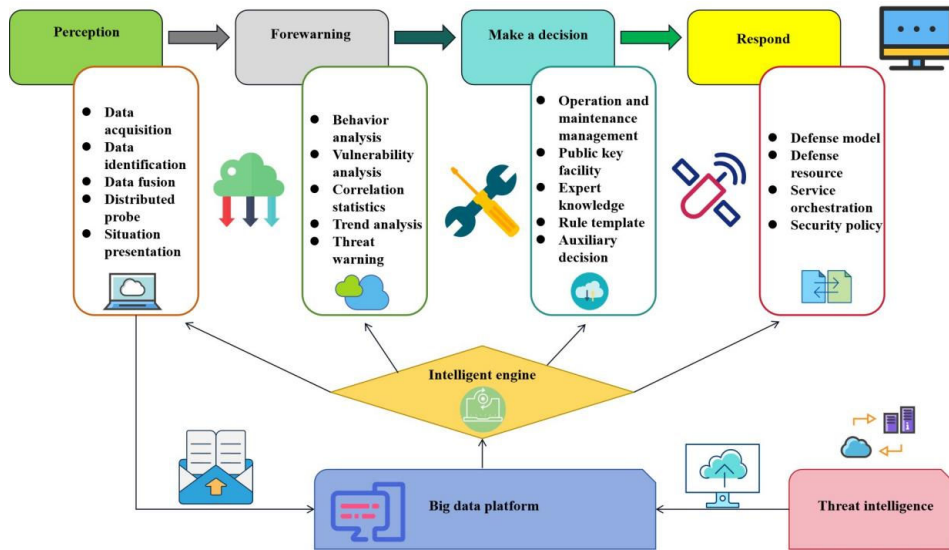 Perception
Forewarning
Make a decision
Respond
Data
acquisition
Data
identification
Data fusion
Distributed
probe
Situation
presentation
Behavior
analysis
Vulnerability
analysis
Correlation
statistics
Trend analysis
Threat
warning
Operation and
maintenance
management
Public key
facility
Expert
knowledge
Rule template
Auxiliary
decision
Defense model
Defense
resource
Service
orchestration
Security policy
Intelligent engine
Big data platform
Threat intelligence